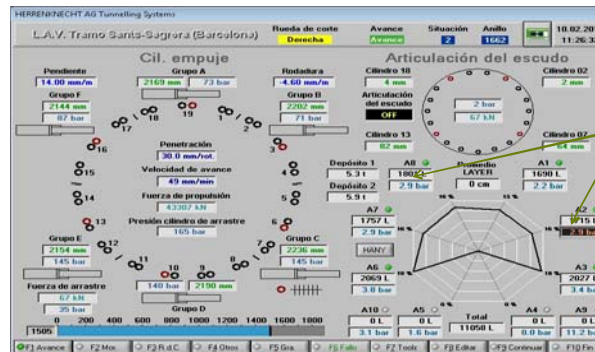 HERRENKNECHT AG Tunnelling Systems
L.A.V. Tramo Sants-Sagrera (Barcelona)
Rueda de corte
Derecha
Avance
Avance
Situación
2
Anillo
1662
10.02.20
11:26:3
Cil. empuje
Articulación del escudo
Pendiente
14.00 mm/m
Grupo A
2169 mm 73 bar
Rodadura
-4.60 mm/m
Grupo F
2144 mm
87 bar
Grupo B
2202 mm
71 bar
16 17 18 19 1 2 3
15
14
13
12 11 10 9 8 7
4
5
6
Penetración
30.0 mm/rot.
Velocidad de avance
49 mm/min
Fuerza de propulsión
43307 kN
Presión cilindro de arrastre
165 bar
Grupo E
2154 mm
145 bar
Grupo C
2236 mm
145 bar
Fuerza de arrastre
67 kN
35 bar
140 bar 2190 mm
Grupo D
0 200 400 600 800 1000 1200 1400 1600 1800 2000
1505
Cilindro 18
4 mm
Articulación
del escudo
OFF
Cilindro 13
82 mm
2 bar
67 kN
Cilindro 02
2 mm
Cilindro 07
64 mm
Depósito 1
5.3 t
Depósito 2
5.9 t
A8
2.9 bar
Promedio
LAYER
0 cm
A1
1690 L
2.2 bar
A7
1757 L
2.9 bar
HANY
A2
2.9 bar
A6
2069 L
3.8 bar
A3
2027
3.4 b
A10
0 L
3.1 bar
A5
0 L
1.6 bar
Total
11058 L
A4
0 L
0.0 bar
A9
0 L
11.2 b
F1 Avance F2 Mor. F3 R.d.C F4 Otros F5 Gra. F6 Fallo F7 Tools F8 Editar F9 Continuar F10 Fin